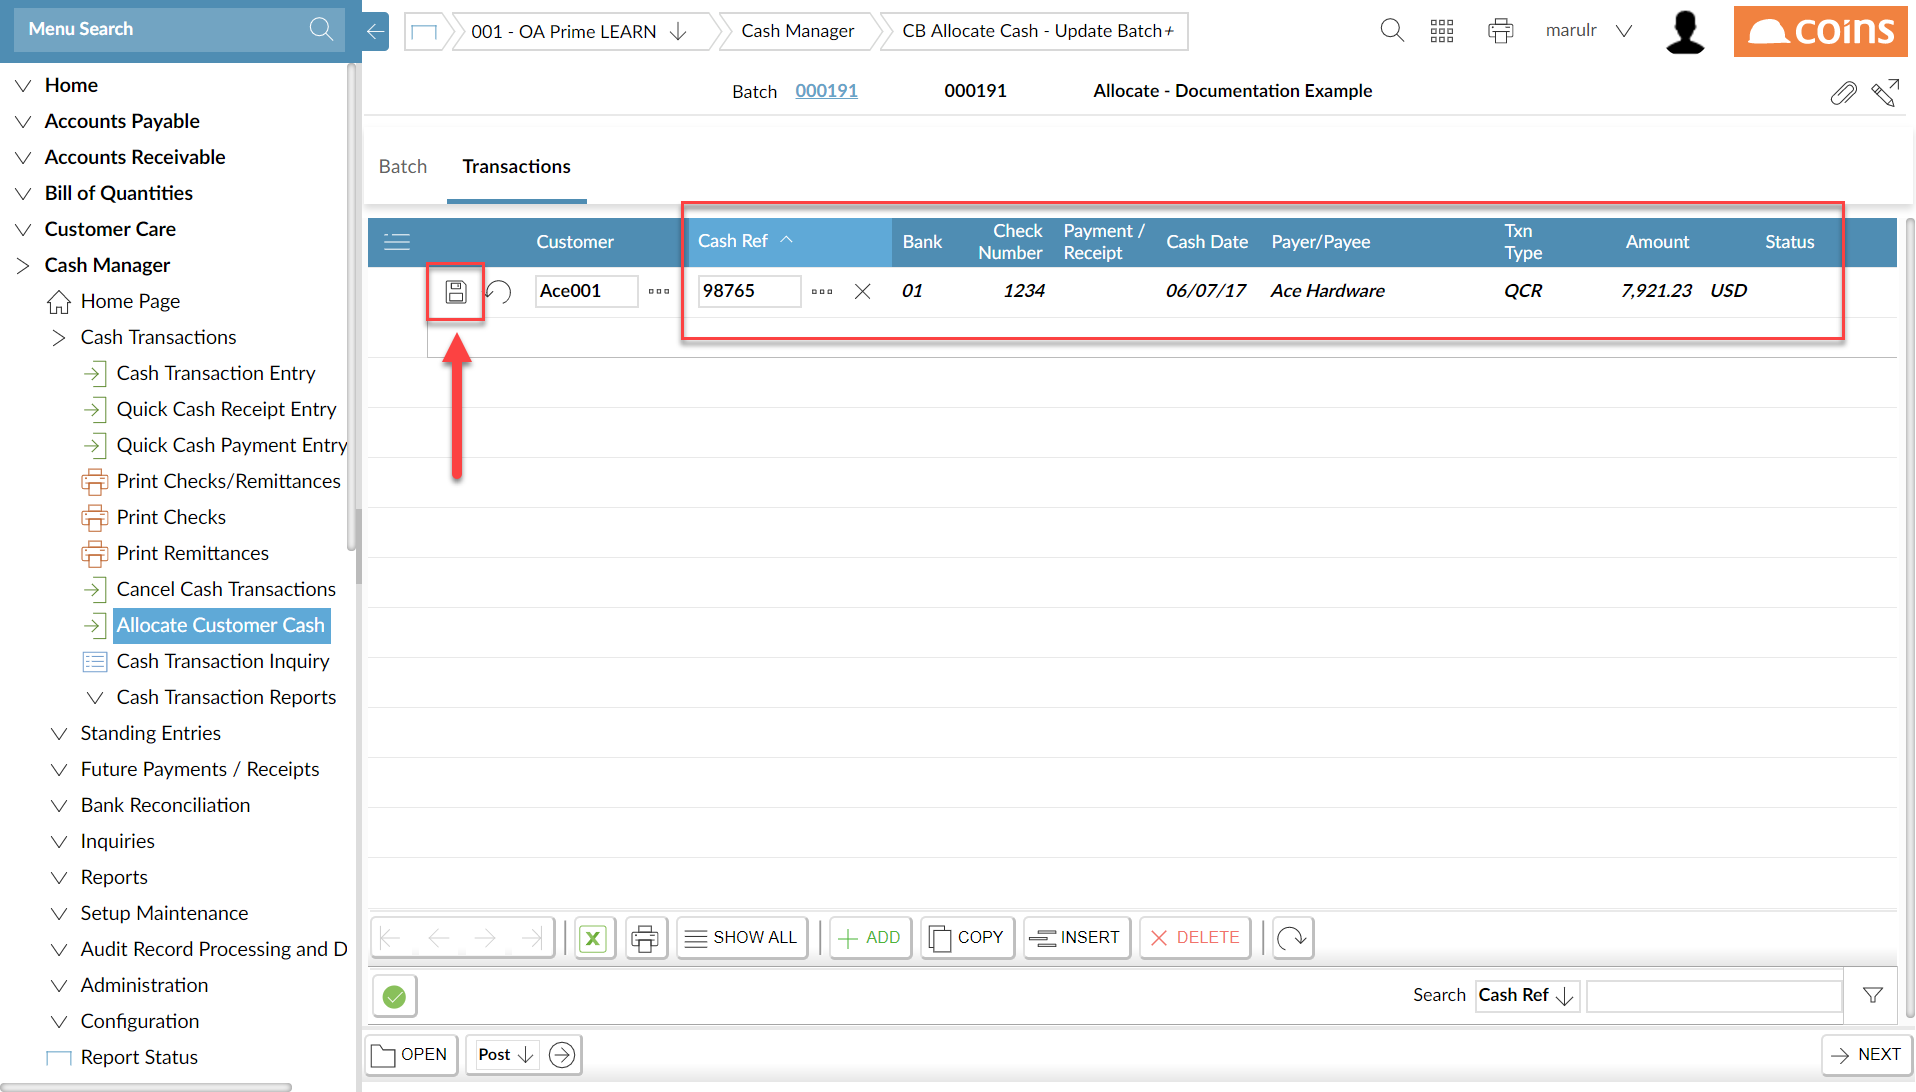 Menu Search
001 - OA Prime LEARN
Cash Manager
CB Allocate Cash - Update Batch+
marulr
coins
Batch 000191 000191 Allocate - Documentation Example
Home
Accounts Payable
Accounts Receivable
Bill of Quantities
Customer Care
Cash Manager
Home Page
Cash Transactions
Cash Transaction Entry
Quick Cash Receipt Entry
Quick Cash Payment Entry
Print Checks/Remittances
Print Checks
Print Remittances
Cancel Cash Transactions
Allocate Customer Cash
Cash Transaction Inquiry
Cash Transaction Reports
Standing Entries
Future Payments / Receipts
Bank Reconciliation
Inquiries
Reports
Setup Maintenance
Audit Record Processing and D
Administration
Configuration
Report Status
Batch Transactions
Customer Cash Ref Bank Check Number Payment / Receipt Cash Date Payer/Payee Txn Type Amount Status
Ace001 98765 01 1234 06/07/17 Ace Hardware QCR 7,921.23 USD
SHOW ALL ADD COPY INSERT DELETE
Search Cash Ref
OPEN Post NEXT